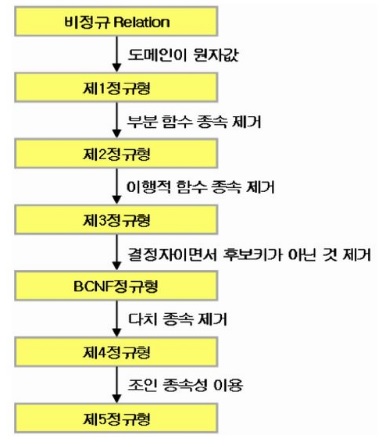 비정규 Relation
도메인이 원자값
제1정규형
부분 함수 종속 제거
제2정규형
이행적 함수 종속 제거
제3정규형
결정자이면서 후보키가 아닌 것 제거
BCNF정규형
다치 종속 제거
제4정규형
조인 종속성 이용
제5정규형